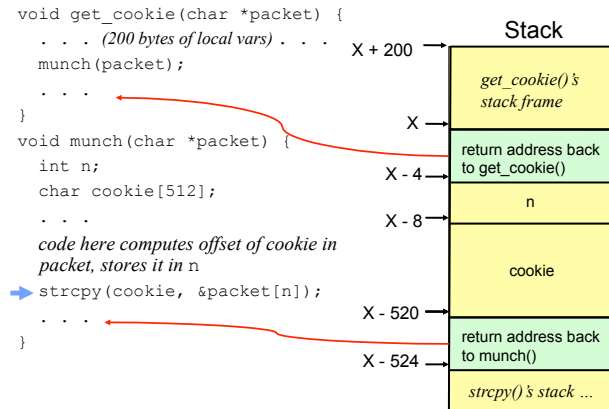 void get_cookie(char *packet) {
. . . (200 bytes of local vars) . . .
munch(packet);
. . .
}
void munch(char *packet) {
int n;
char cookie[512];
. . .
code here computes offset of cookie in
packet, stores it in n
strcpy(cookie, &packet[n]);
. . .
}
Stack
X + 200
get_cookie()'s
stack frame
X
return address back
to get_cookie()
X - 4
n
X - 8
cookie
X - 520
return address back
to munch()
X - 524
strcpy()'s stack ...